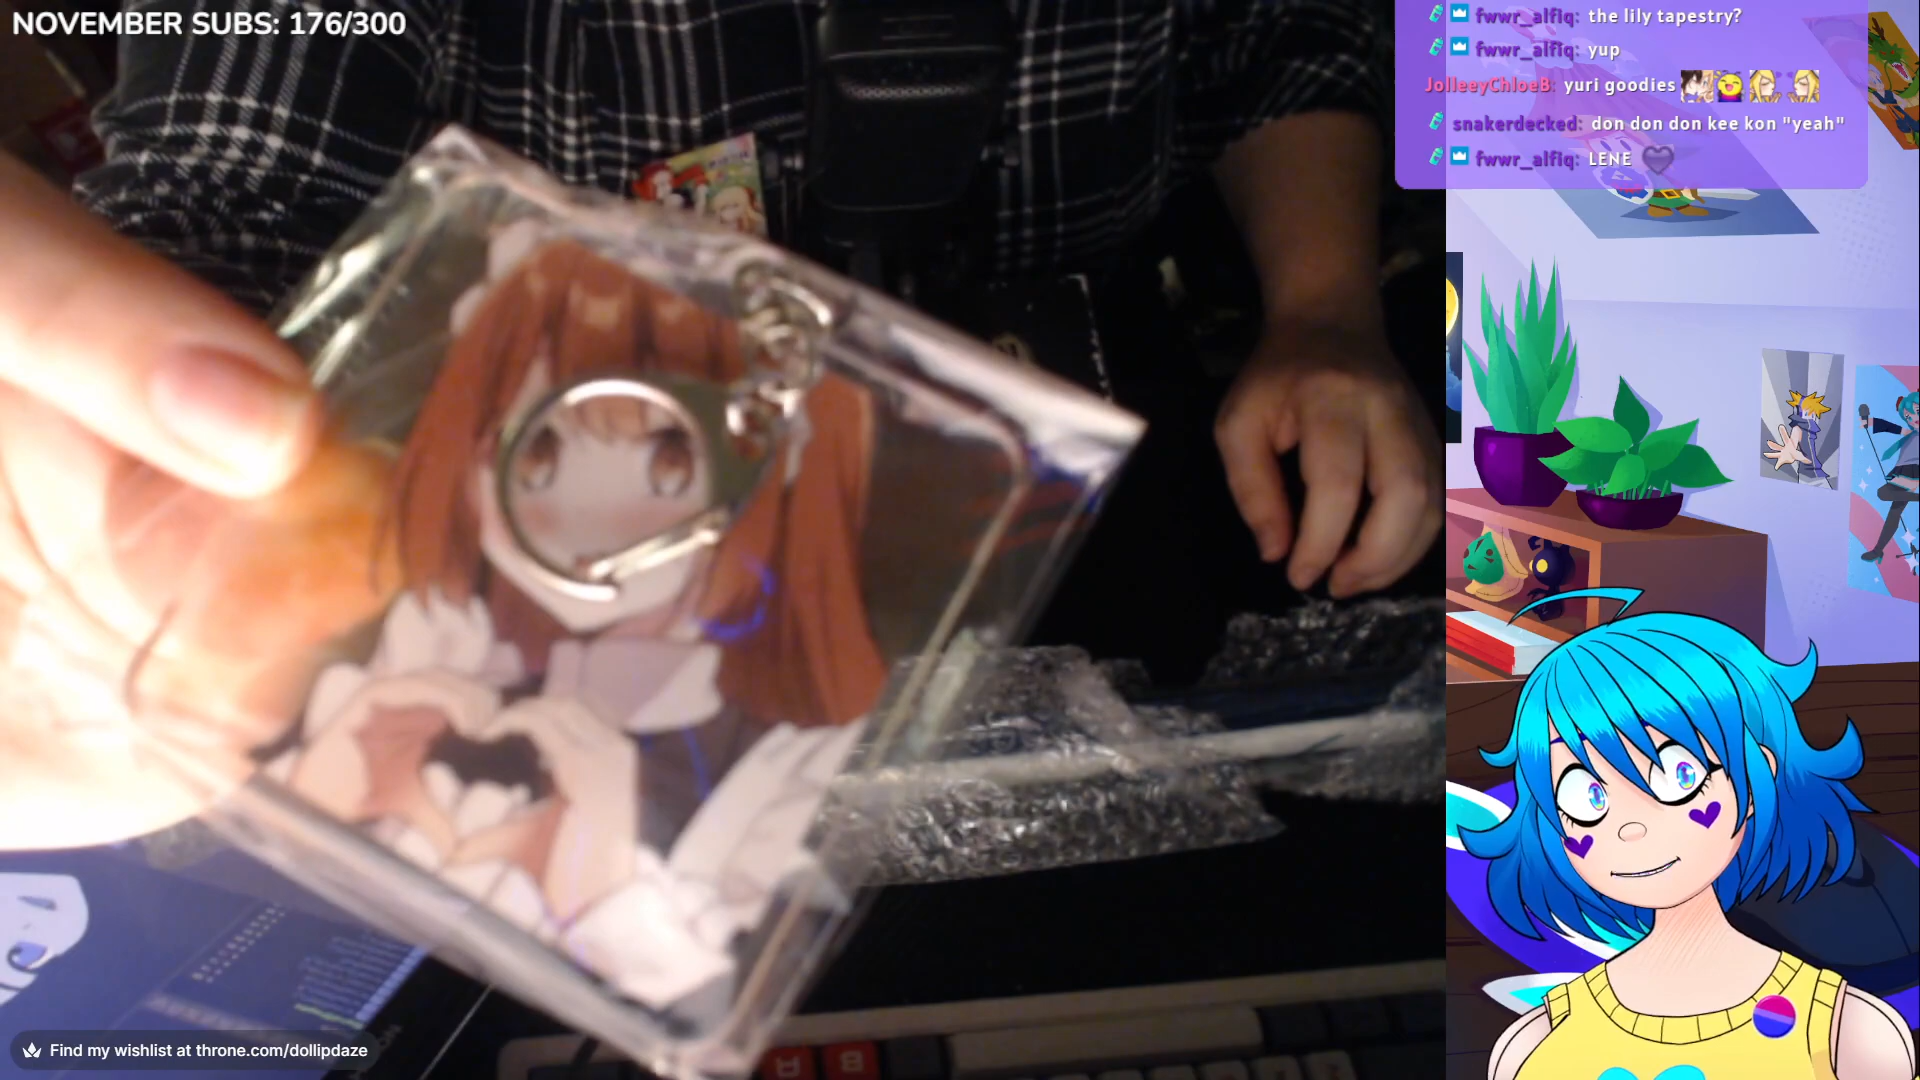 NOVEMBER SUBS: 176/300
fwwr_alfiq: the lily tapestry?
fwwr_alfiq: yup
JolleeyChloeB: yuri goodies
snakerdecked: don don don kee kon "yeah"
fwwr_alfiq: LENE
Find my wishlist at throne.com/dollipdaze